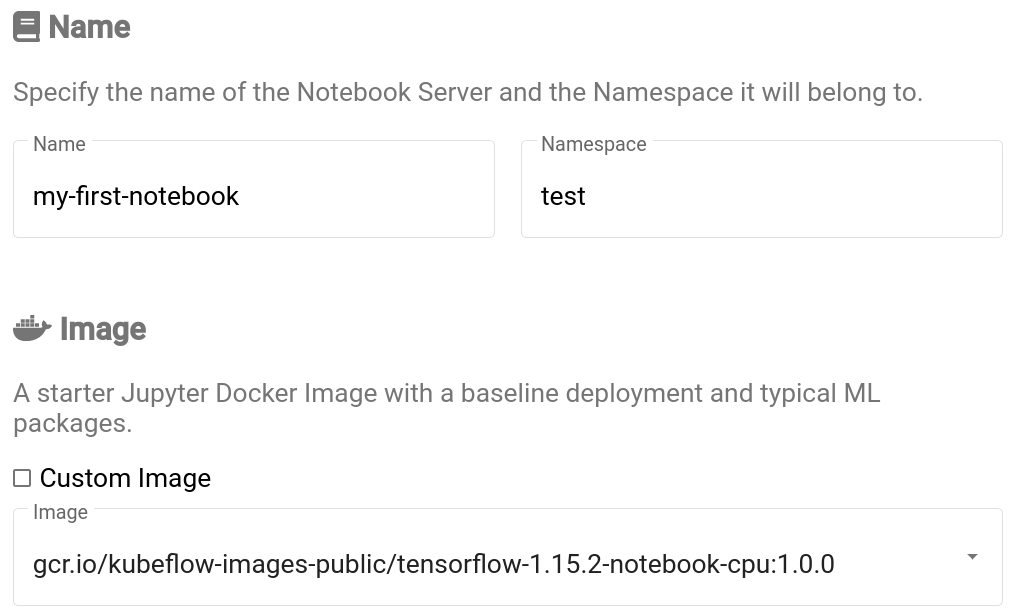 Name
Specify the name of the Notebook Server and the Namespace it will belong to.
Name
Namespace
my-first-notebook
test
Image
A starter Jupyter Docker Image with a baseline deployment and typical ML
packages.
Custom Image
Image
gcr.io/kubeflow-images-public/tensorflow-1.15.2-notebook-cpu:1.0.0